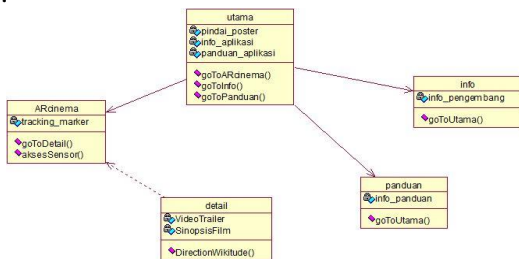 utama
pindai_poster
info_aplikasi
panduan_aplikasi
goToARcinema()
goToInfo()
goToPanduan()
ARcinema
tracking_marker
goToDetail()
aksesSensor()
info
info_pengembang
goToUtama()
panduan
info_panduan
goToUtama()
detail
VideoTrailer
SinopsisFilm
DirectionWikitude()